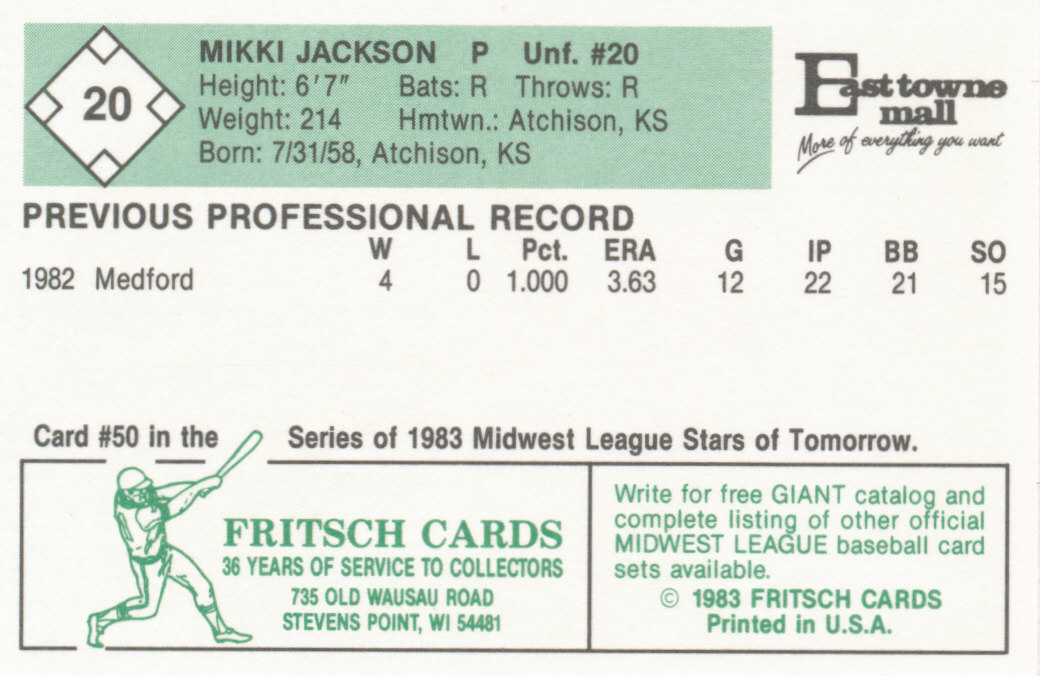 20
MIKKI JACKSON P Unf. #20
Height: 6'7" Bats: R Throws: R
Weight: 214 Hmtwn.: Atchison, KS
Born: 7/31/58, Atchison, KS
East towne
mall
More of everything you want
PREVIOUS PROFESSIONAL RECORD
W L Pct. ERA G IP BB SO
1982 Medford 4 0 1.000 3.63 12 22 21 15
Card #50 in the Series of 1983 Midwest League Stars of Tomorrow.
FRITSCH CARDS
36 YEARS OF SERVICE TO COLLECTORS
735 OLD WAUSAU ROAD
STEVENS POINT, WI 54481
Write for free GIANT catalog and
complete listing of other official
MIDWEST LEAGUE baseball card
sets available.
© 1983 FRITSCH CARDS
Printed in U.S.A.